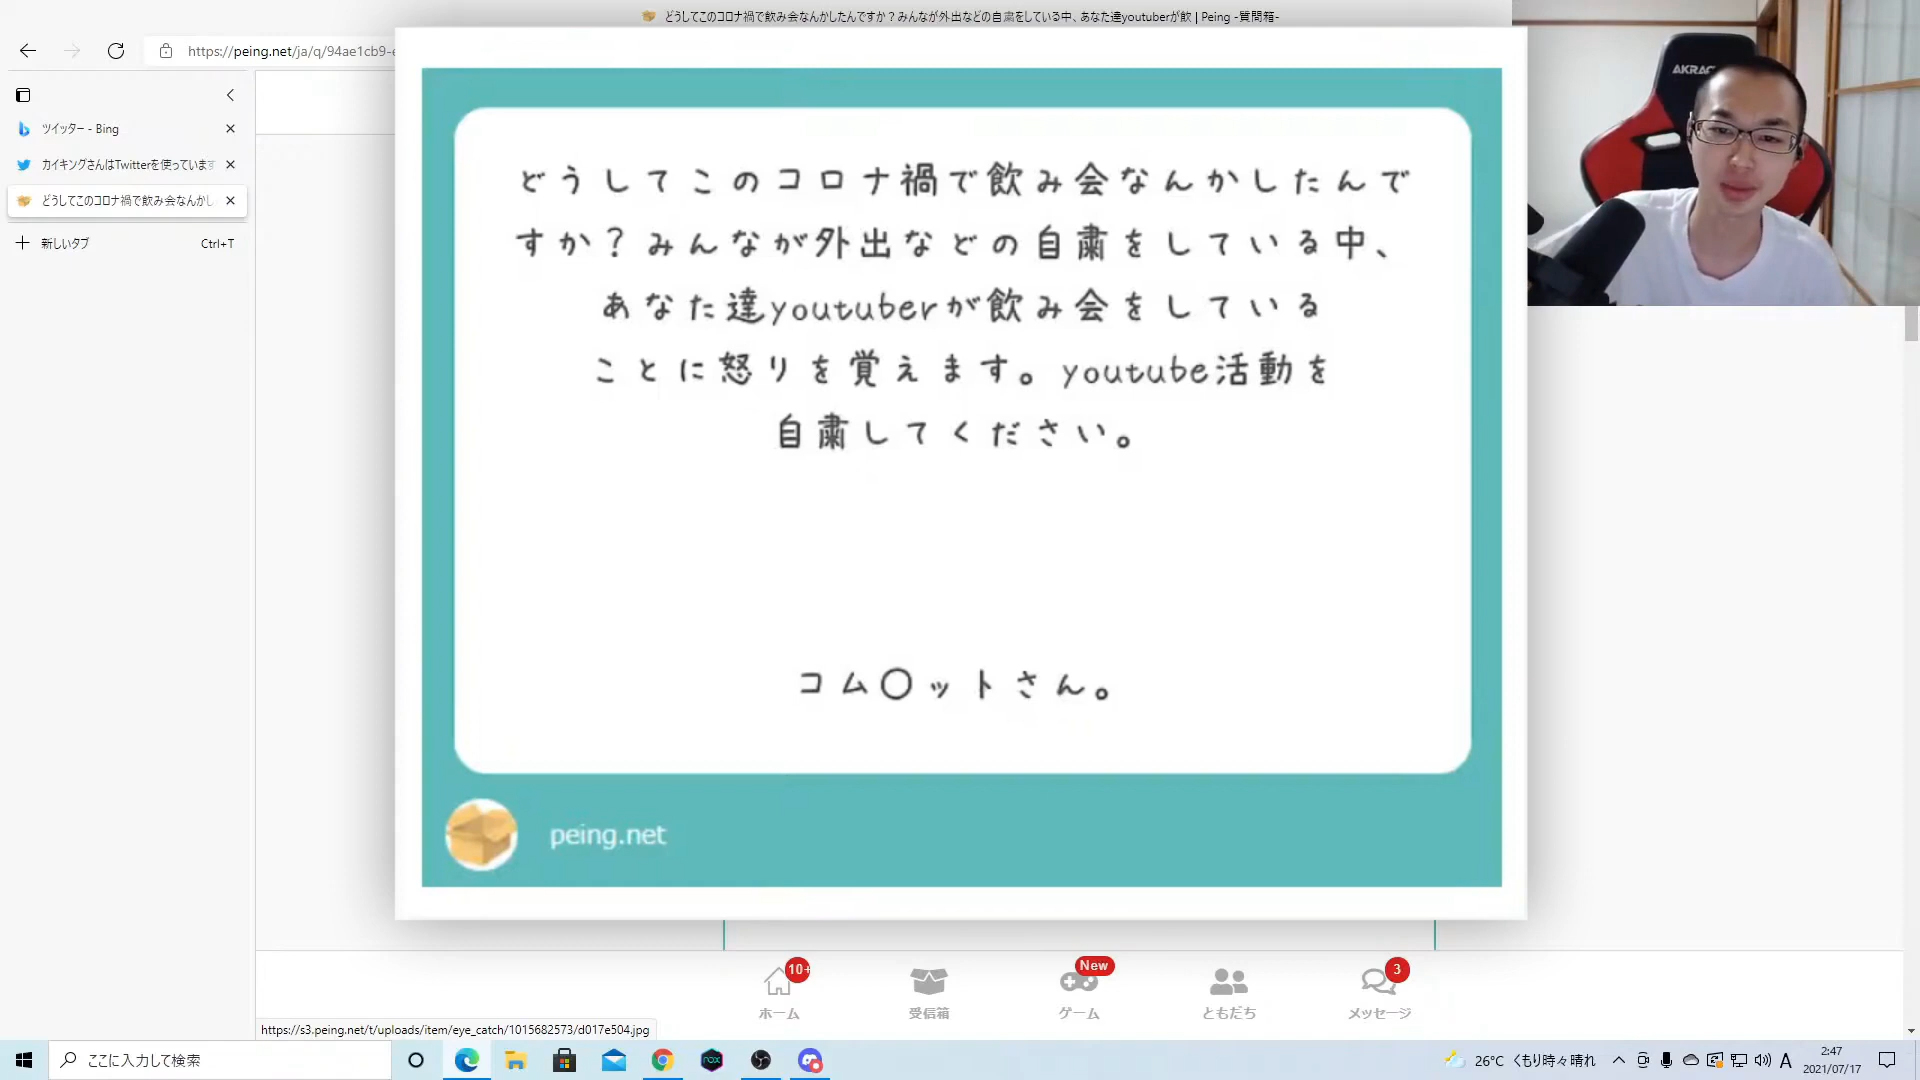 どうしてこのコロナ禍で飲み会なんかしたんですか？みんなが外出などの自粛をしている中、あなた達youtuberが飲 | Peing -質問箱-
https://peing.net/ja/q/94ae1cb9-
ツイッター - Bing
カイキングさんはTwitterを使っています
どうしてこのコロナ禍で飲み会なんかし
新しいタブ
Ctrl+T
どうしてこのコロナ禍で飲み会なんかしたんで
すか？みんなが外出などの自粛をしている中、
あなた達youtuberが飲み会をしている
ことに怒りを覚えます。youtube活動を
自粛してください。
コム〇ットさん。
peing.net
AKRAC
10+
New
3
ホーム
受信箱
ゲーム
ともだち
メッセージ
https://s3.peing.net/t/uploads/item/eye_catch/1015682573/d017e504.jpg
ここに入力して検索
nox
26°C くもり時々晴れ
A
2:47
2021/07/17